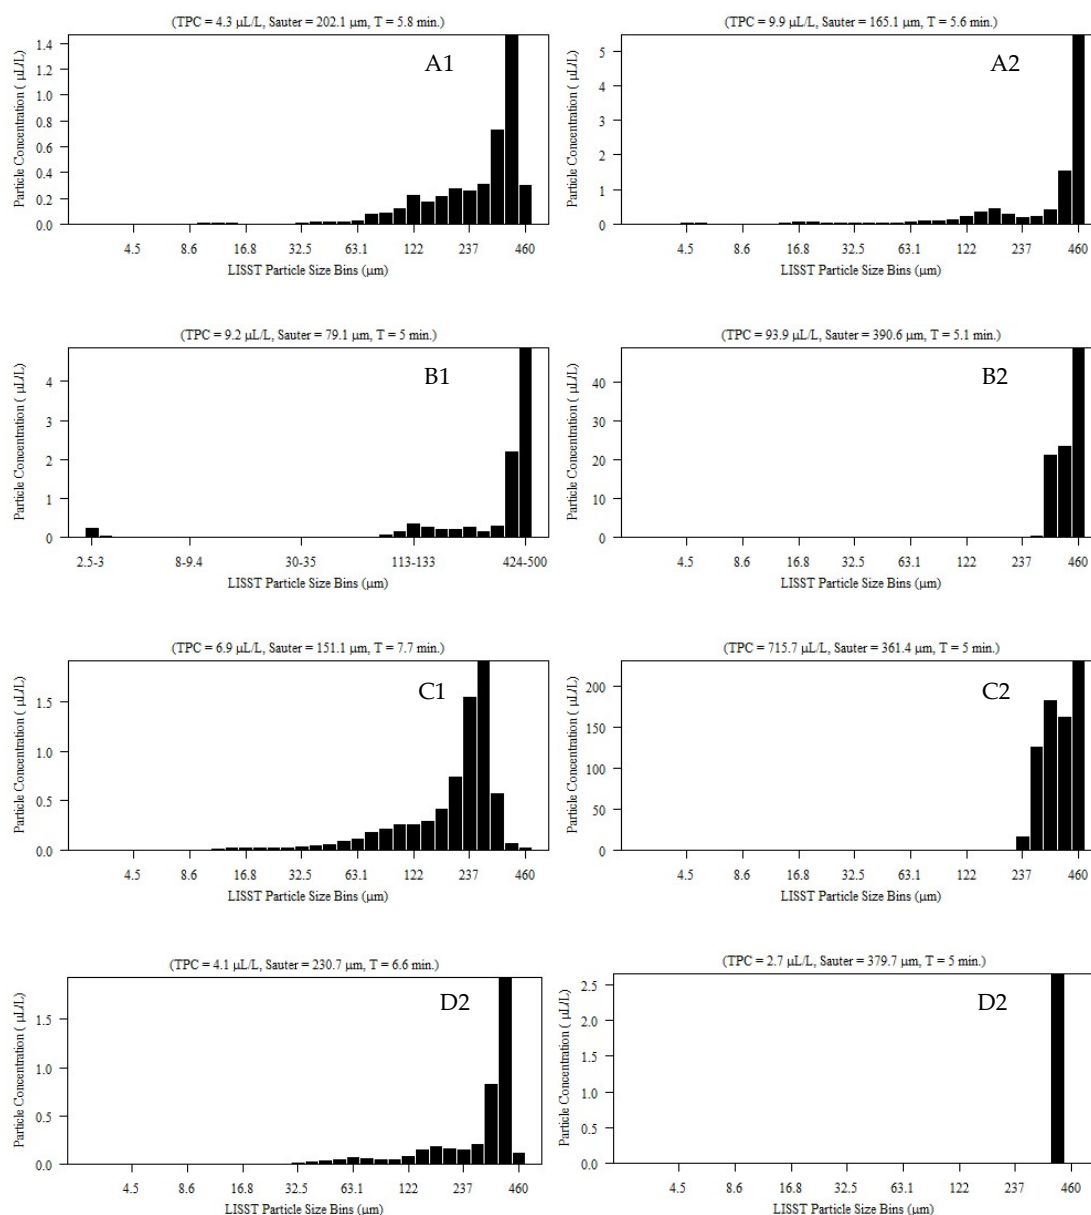 (TPC = 4.3 µL/L, Sauter = 202.1 µm, T = 5.8 min.)
A1
Particle Concentration ( µL/L)
1.4
1.2
1.0
0.8
0.6
0.4
0.2
0.0
4.5 8.6 16.8 32.5 63.1 122 237 460
LISST Particle Size Bins (µm)
(TPC = 9.9 µL/L, Sauter = 165.1 µm, T = 5.6 min.)
A2
Particle Concentration ( µL/L)
5
4
3
2
1
0
4.5 8.6 16.8 32.5 63.1 122 237 460
LISST Particle Size Bins (µm)
(TPC = 9.2 µL/L, Sauter = 79.1 µm, T = 5 min.)
B1
Particle Concentration ( µL/L)
4
3
2
1
0
2.5-3 8-9.4 30-35 113-133 424-500
LISST Particle Size Bins (µm)
(TPC = 93.9 µL/L, Sauter = 390.6 µm, T = 5.1 min.)
B2
Particle Concentration ( µL/L)
40
30
20
10
0
4.5 8.6 16.8 32.5 63.1 122 237 460
LISST Particle Size Bins (µm)
(TPC = 6.9 µL/L, Sauter = 151.1 µm, T = 7.7 min.)
C1
Particle Concentration ( µL/L)
1.5
1.0
0.5
0.0
4.5 8.6 16.8 32.5 63.1 122 237 460
LISST Particle Size Bins (µm)
(TPC = 715.7 µL/L, Sauter = 361.4 µm, T = 5 min.)
C2
Particle Concentration ( µL/L)
200
150
100
50
0
4.5 8.6 16.8 32.5 63.1 122 237 460
LISST Particle Size Bins (µm)
(TPC = 4.1 µL/L, Sauter = 230.7 µm, T = 6.6 min.)
D2
Particle Concentration ( µL/L)
1.5
1.0
0.5
0.0
4.5 8.6 16.8 32.5 63.1 122 237 460
LISST Particle Size Bins (µm)
(TPC = 2.7 µL/L, Sauter = 379.7 µm, T = 5 min.)
D2
Particle Concentration ( µL/L)
2.5
2.0
1.5
1.0
0.5
0.0
4.5 8.6 16.8 32.5 63.1 122 237 460
LISST Particle Size Bins (µm)